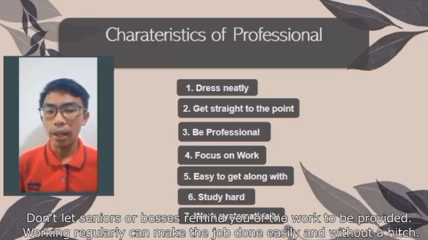 Charateristics of Professional
1. Dress neatly
2. Get straight to the point
3. Be Professional
4. Focus on Work
5. Easy to get along with
6. Study hard
Don't let seniors or bosses remind you of the work to be provided.
Working regularly can make the job done easily and without a hitch.